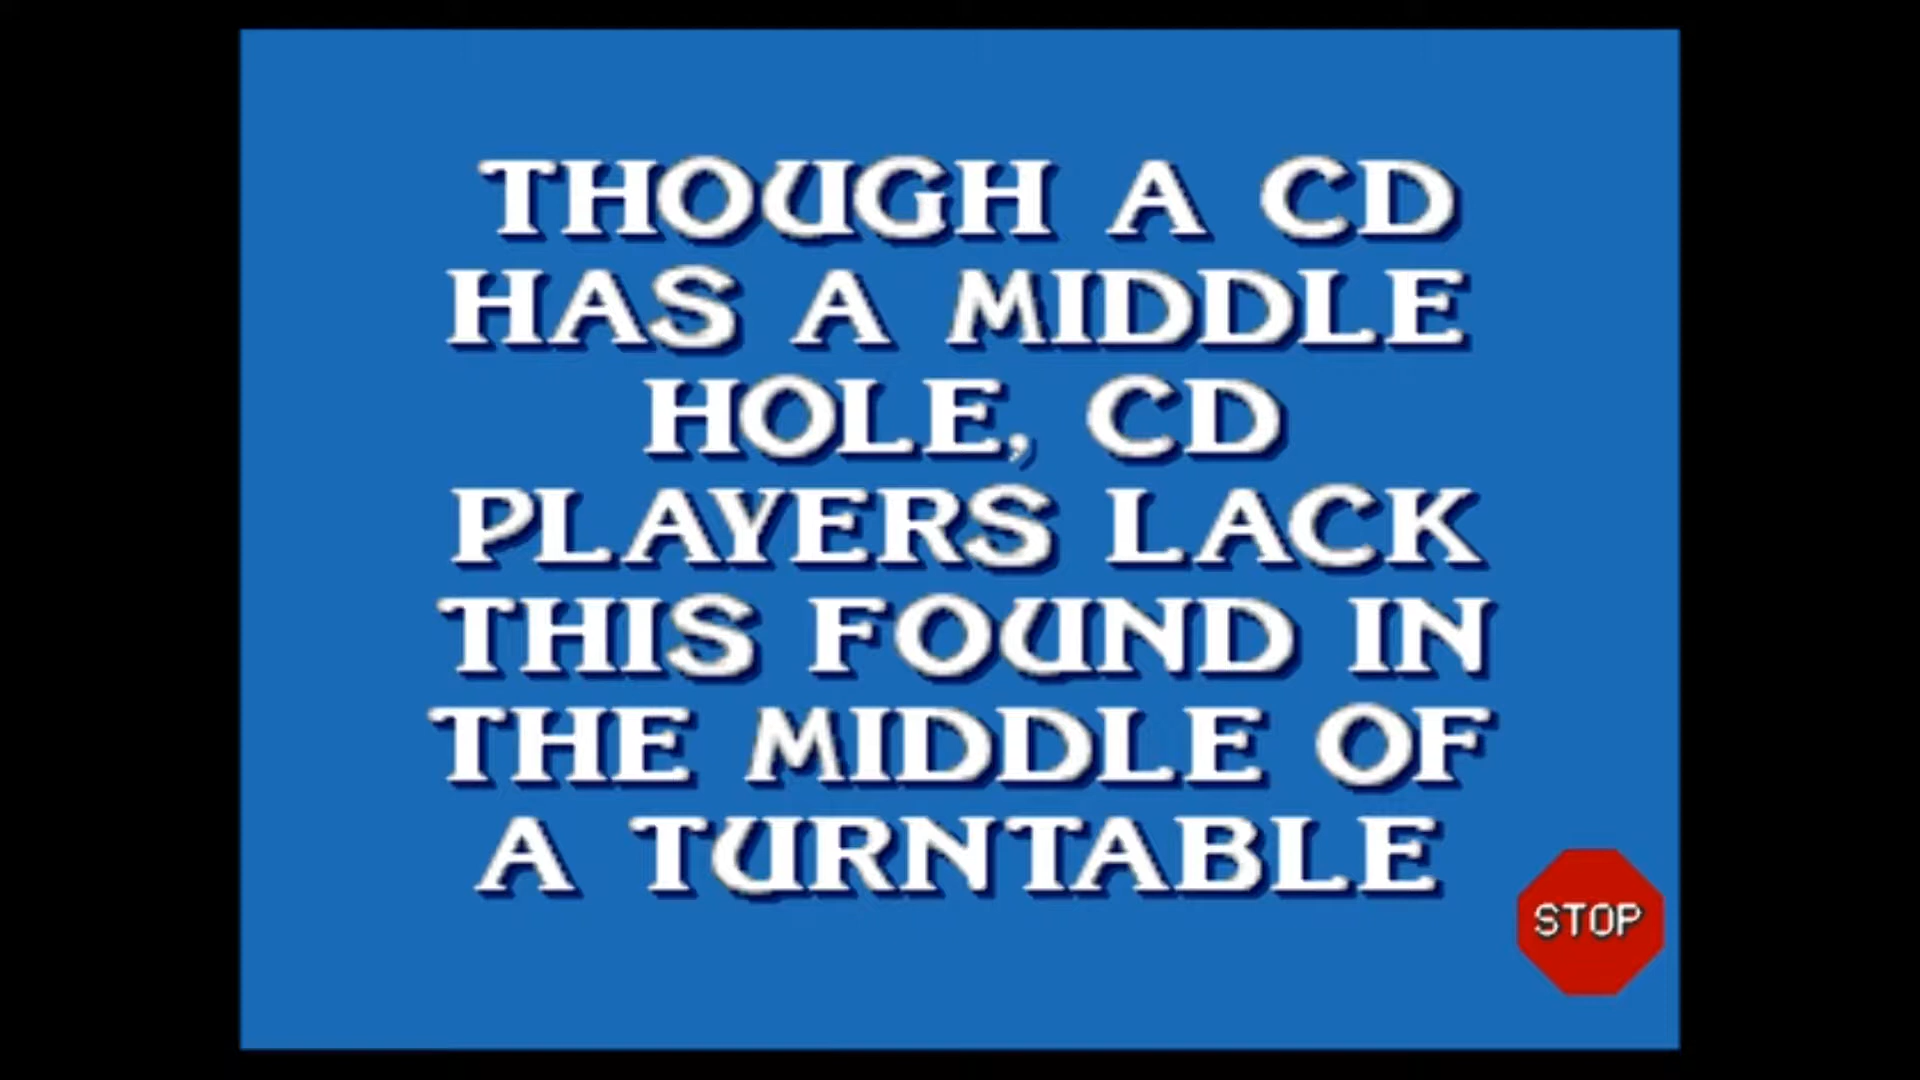 THOUGH A CD
HAS A MIDDLE
HOLE, CD
PLAYERS LACK
THIS FOUND IN
THE MIDDLE OF
A TURNTABLE
STOP